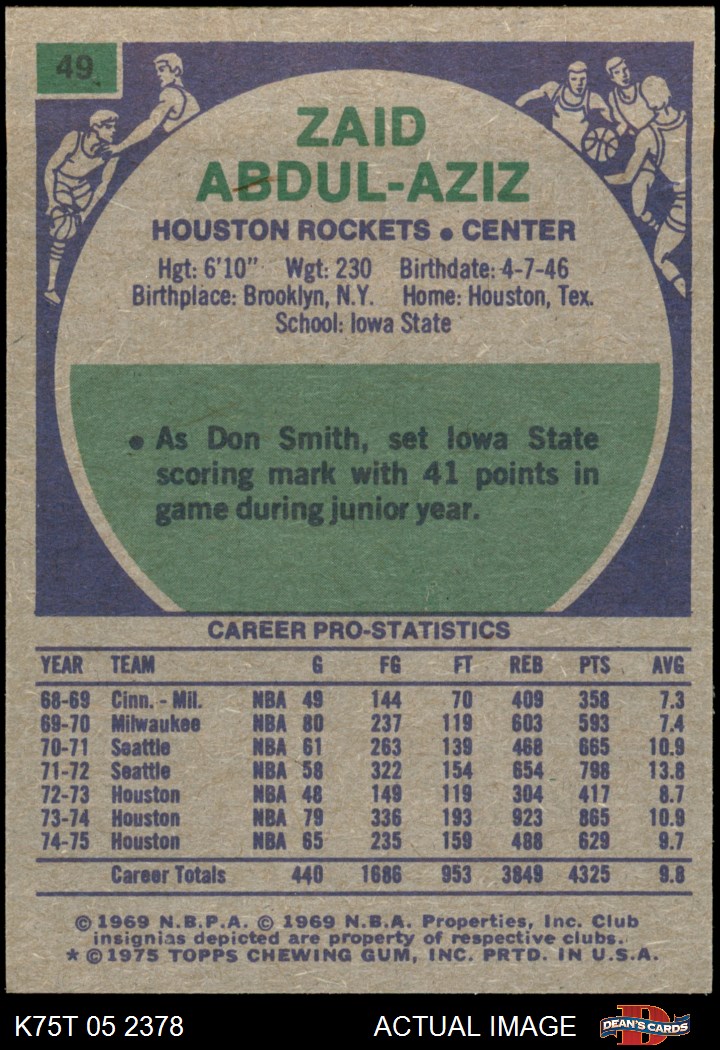 49
ZAID
ABDUL-AZIZ
HOUSTON ROCKETS • CENTER
Hgt: 6'10" Wgt: 230 Birthdate: 4-7-46
Birthplace: Brooklyn, N.Y. Home: Houston, Tex.
School: Iowa State
• As Don Smith, set Iowa State
scoring mark with 41 points in
game during junior year.
CAREER PRO-STATISTICS
YEAR TEAM G FG FT REB PTS AVG
68-69 Cinn. - Mil. NBA 49 144 70 409 358 7.3
69-70 Milwaukee NBA 80 237 119 603 593 7.4
70-71 Seattle NBA 61 263 139 468 665 10.9
71-72 Seattle NBA 58 322 154 654 798 13.8
72-73 Houston NBA 48 149 119 304 417 8.7
73-74 Houston NBA 79 336 193 923 865 10.9
74-75 Houston NBA 65 235 159 488 629 9.7
Career Totals 440 1686 953 3849 4325 9.8
© 1969 N.B.P.A. © 1969 N.B.A. Properties, Inc. Club
insignias depicted are property of respective clubs.
* © 1975 TOPPS CHEWING GUM, INC. PRTD. IN U.S.A.
K75T 05 2378 ACTUAL IMAGE D DEAN'S CARDS